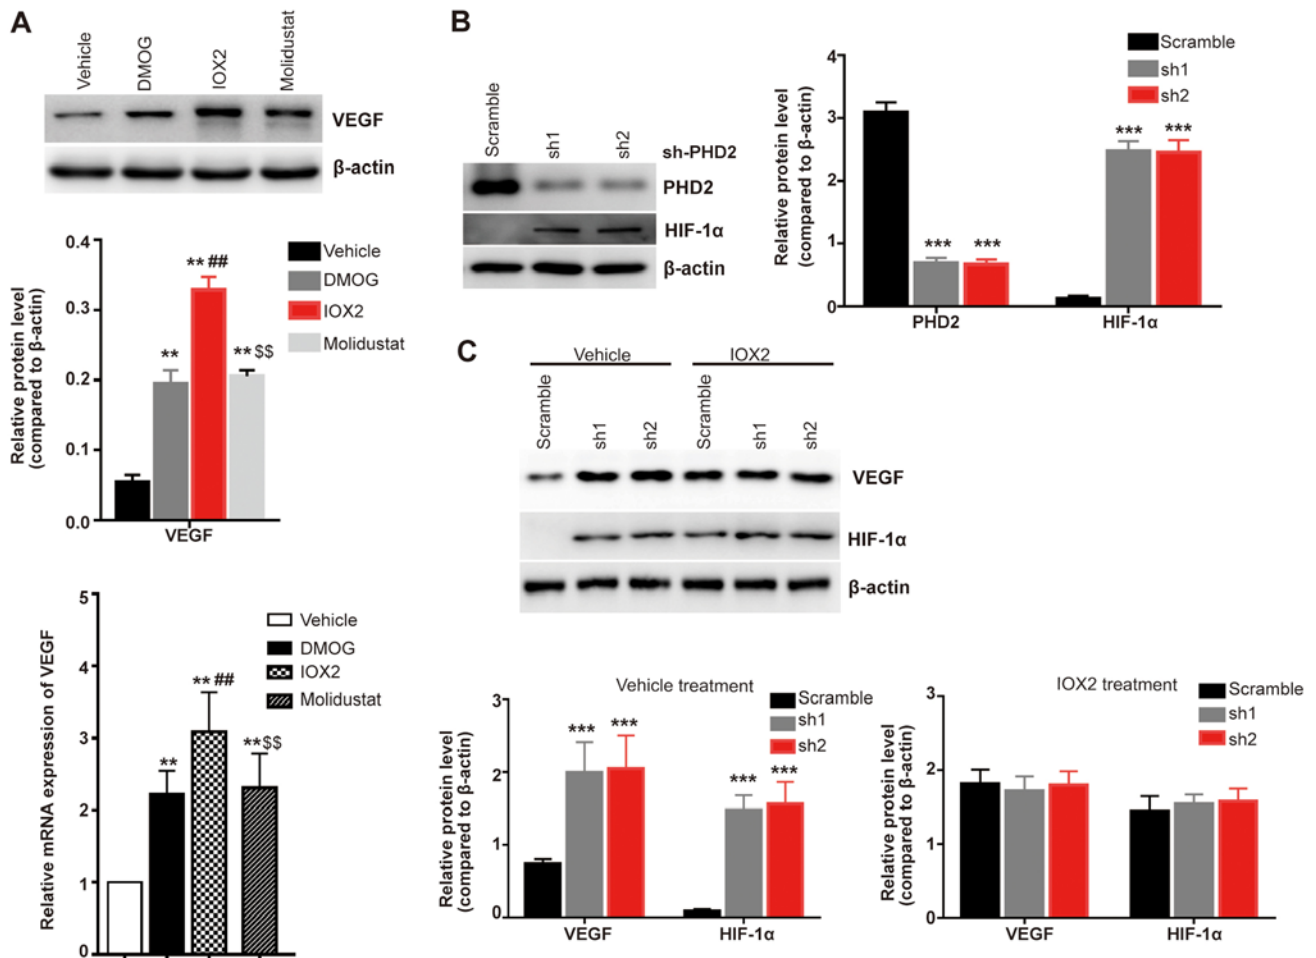 A
Vehicle
DMOG
IOX2
Molidustat
VEGF
β-actin
0.4
0.3
0.2
0.1
0.0
Relative protein level
(compared to β-actin)
** ##
**
** $$
VEGF
Vehicle
DMOG
IOX2
Molidustat
5
4
3
2
1
0
Relative mRNA expression of VEGF
**
** ##
**$$
Vehicle
DMOG
IOX2
Molidustat
B
Scramble
sh1
sh2
sh-PHD2
PHD2
HIF-1α
β-actin
4
3
2
1
0
Relative protein level
(compared to β-actin)
***
***
***
***
PHD2
HIF-1α
Scramble
sh1
sh2
C
Vehicle
IOX2
Scramble
sh1
sh2
Scramble
sh1
sh2
VEGF
HIF-1α
β-actin
Vehicle treatment
3
2
1
0
Relative protein level
(compared to β-actin)
***
***
***
***
VEGF
HIF-1α
Scramble
sh1
sh2
IOX2 treatment
3
2
1
0
Relative protein level
(compared to β-actin)
VEGF
HIF-1α
Scramble
sh1
sh2